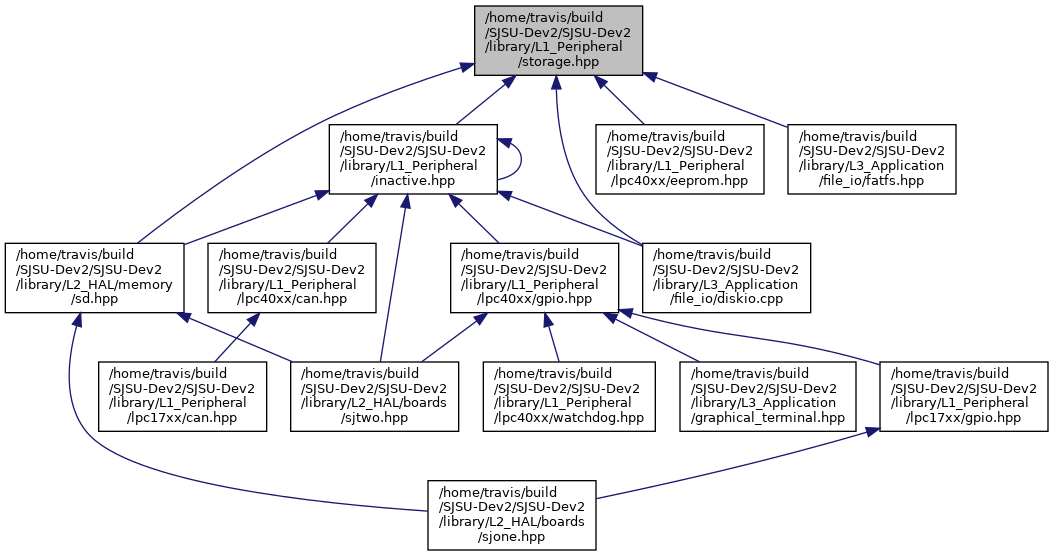 /home/travis/build
/SJSU-Dev2/SJSU-Dev2
/library/L1_Peripheral
/storage.hpp
/home/travis/build
/SJSU-Dev2/SJSU-Dev2
/library/L1_Peripheral
/inactive.hpp
/home/travis/build
/SJSU-Dev2/SJSU-Dev2
/library/L1_Peripheral
/lpc40xx/eeprom.hpp
/home/travis/build
/SJSU-Dev2/SJSU-Dev2
/library/L3_Application
/file_io/fatfs.hpp
/home/travis/build
/SJSU-Dev2/SJSU-Dev2
/library/L2_HAL/memory
/sd.hpp
/home/travis/build
/SJSU-Dev2/SJSU-Dev2
/library/L1_Peripheral
/lpc40xx/can.hpp
/home/travis/build
/SJSU-Dev2/SJSU-Dev2
/library/L1_Peripheral
/lpc40xx/gpio.hpp
/home/travis/build
/SJSU-Dev2/SJSU-Dev2
/library/L3_Application
/file_io/diskio.cpp
/home/travis/build
/SJSU-Dev2/SJSU-Dev2
/library/L1_Peripheral
/lpc17xx/can.hpp
/home/travis/build
/SJSU-Dev2/SJSU-Dev2
/library/L2_HAL/boards
/sjtwo.hpp
/home/travis/build
/SJSU-Dev2/SJSU-Dev2
/library/L1_Peripheral
/lpc40xx/watchdog.hpp
/home/travis/build
/SJSU-Dev2/SJSU-Dev2
/library/L3_Application
/graphical_terminal.hpp
/home/travis/build
/SJSU-Dev2/SJSU-Dev2
/library/L1_Peripheral
/lpc17xx/gpio.hpp
/home/travis/build
/SJSU-Dev2/SJSU-Dev2
/library/L2_HAL/boards
/sjone.hpp